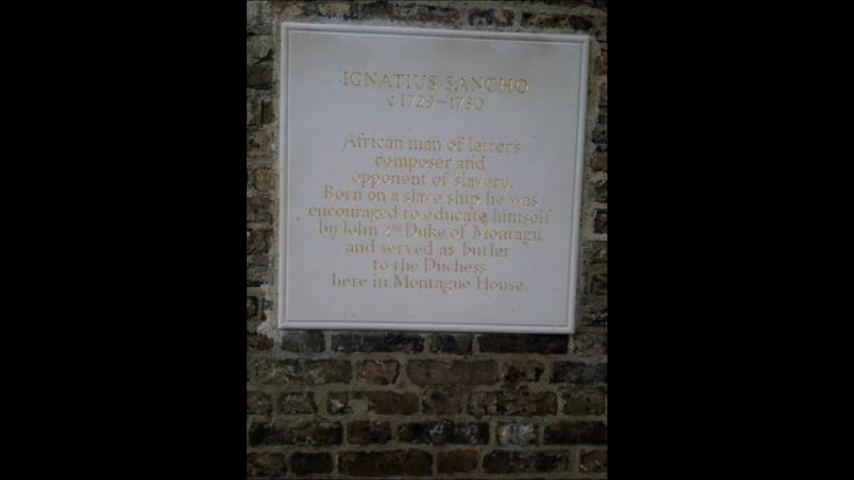 IGNATIUS SANCHO
c 1729-1780
African man of letters
composer and
opponent of slavery.
Born on a slave ship, he was
encouraged to educate himself
by John 2nd Duke of Montagu
and served as butler
to the Duchess
here in Montague House.